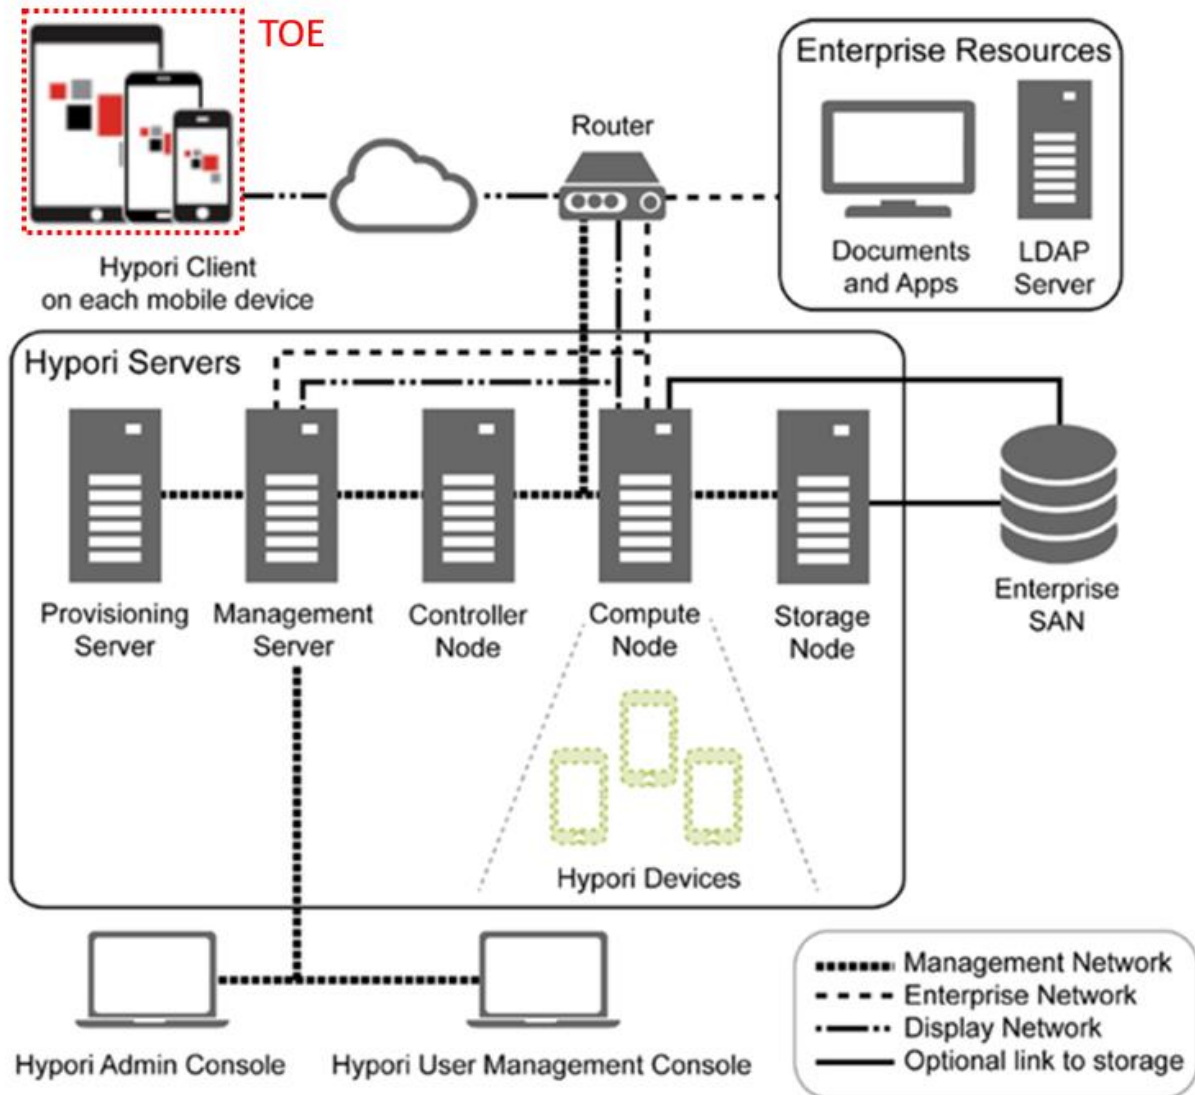 TOE
Enterprise Resources
Router
Documents
and Apps
LDAP
Server
Hypori Client
on each mobile device
Hypori Servers
Provisioning
Server
Management
Server
Controller
Node
Compute
Node
Storage
Node
Enterprise
SAN
Hypori Devices
Hypori Admin Console
Hypori User Management Console
Management Network
Enterprise Network
Display Network
Optional link to storage